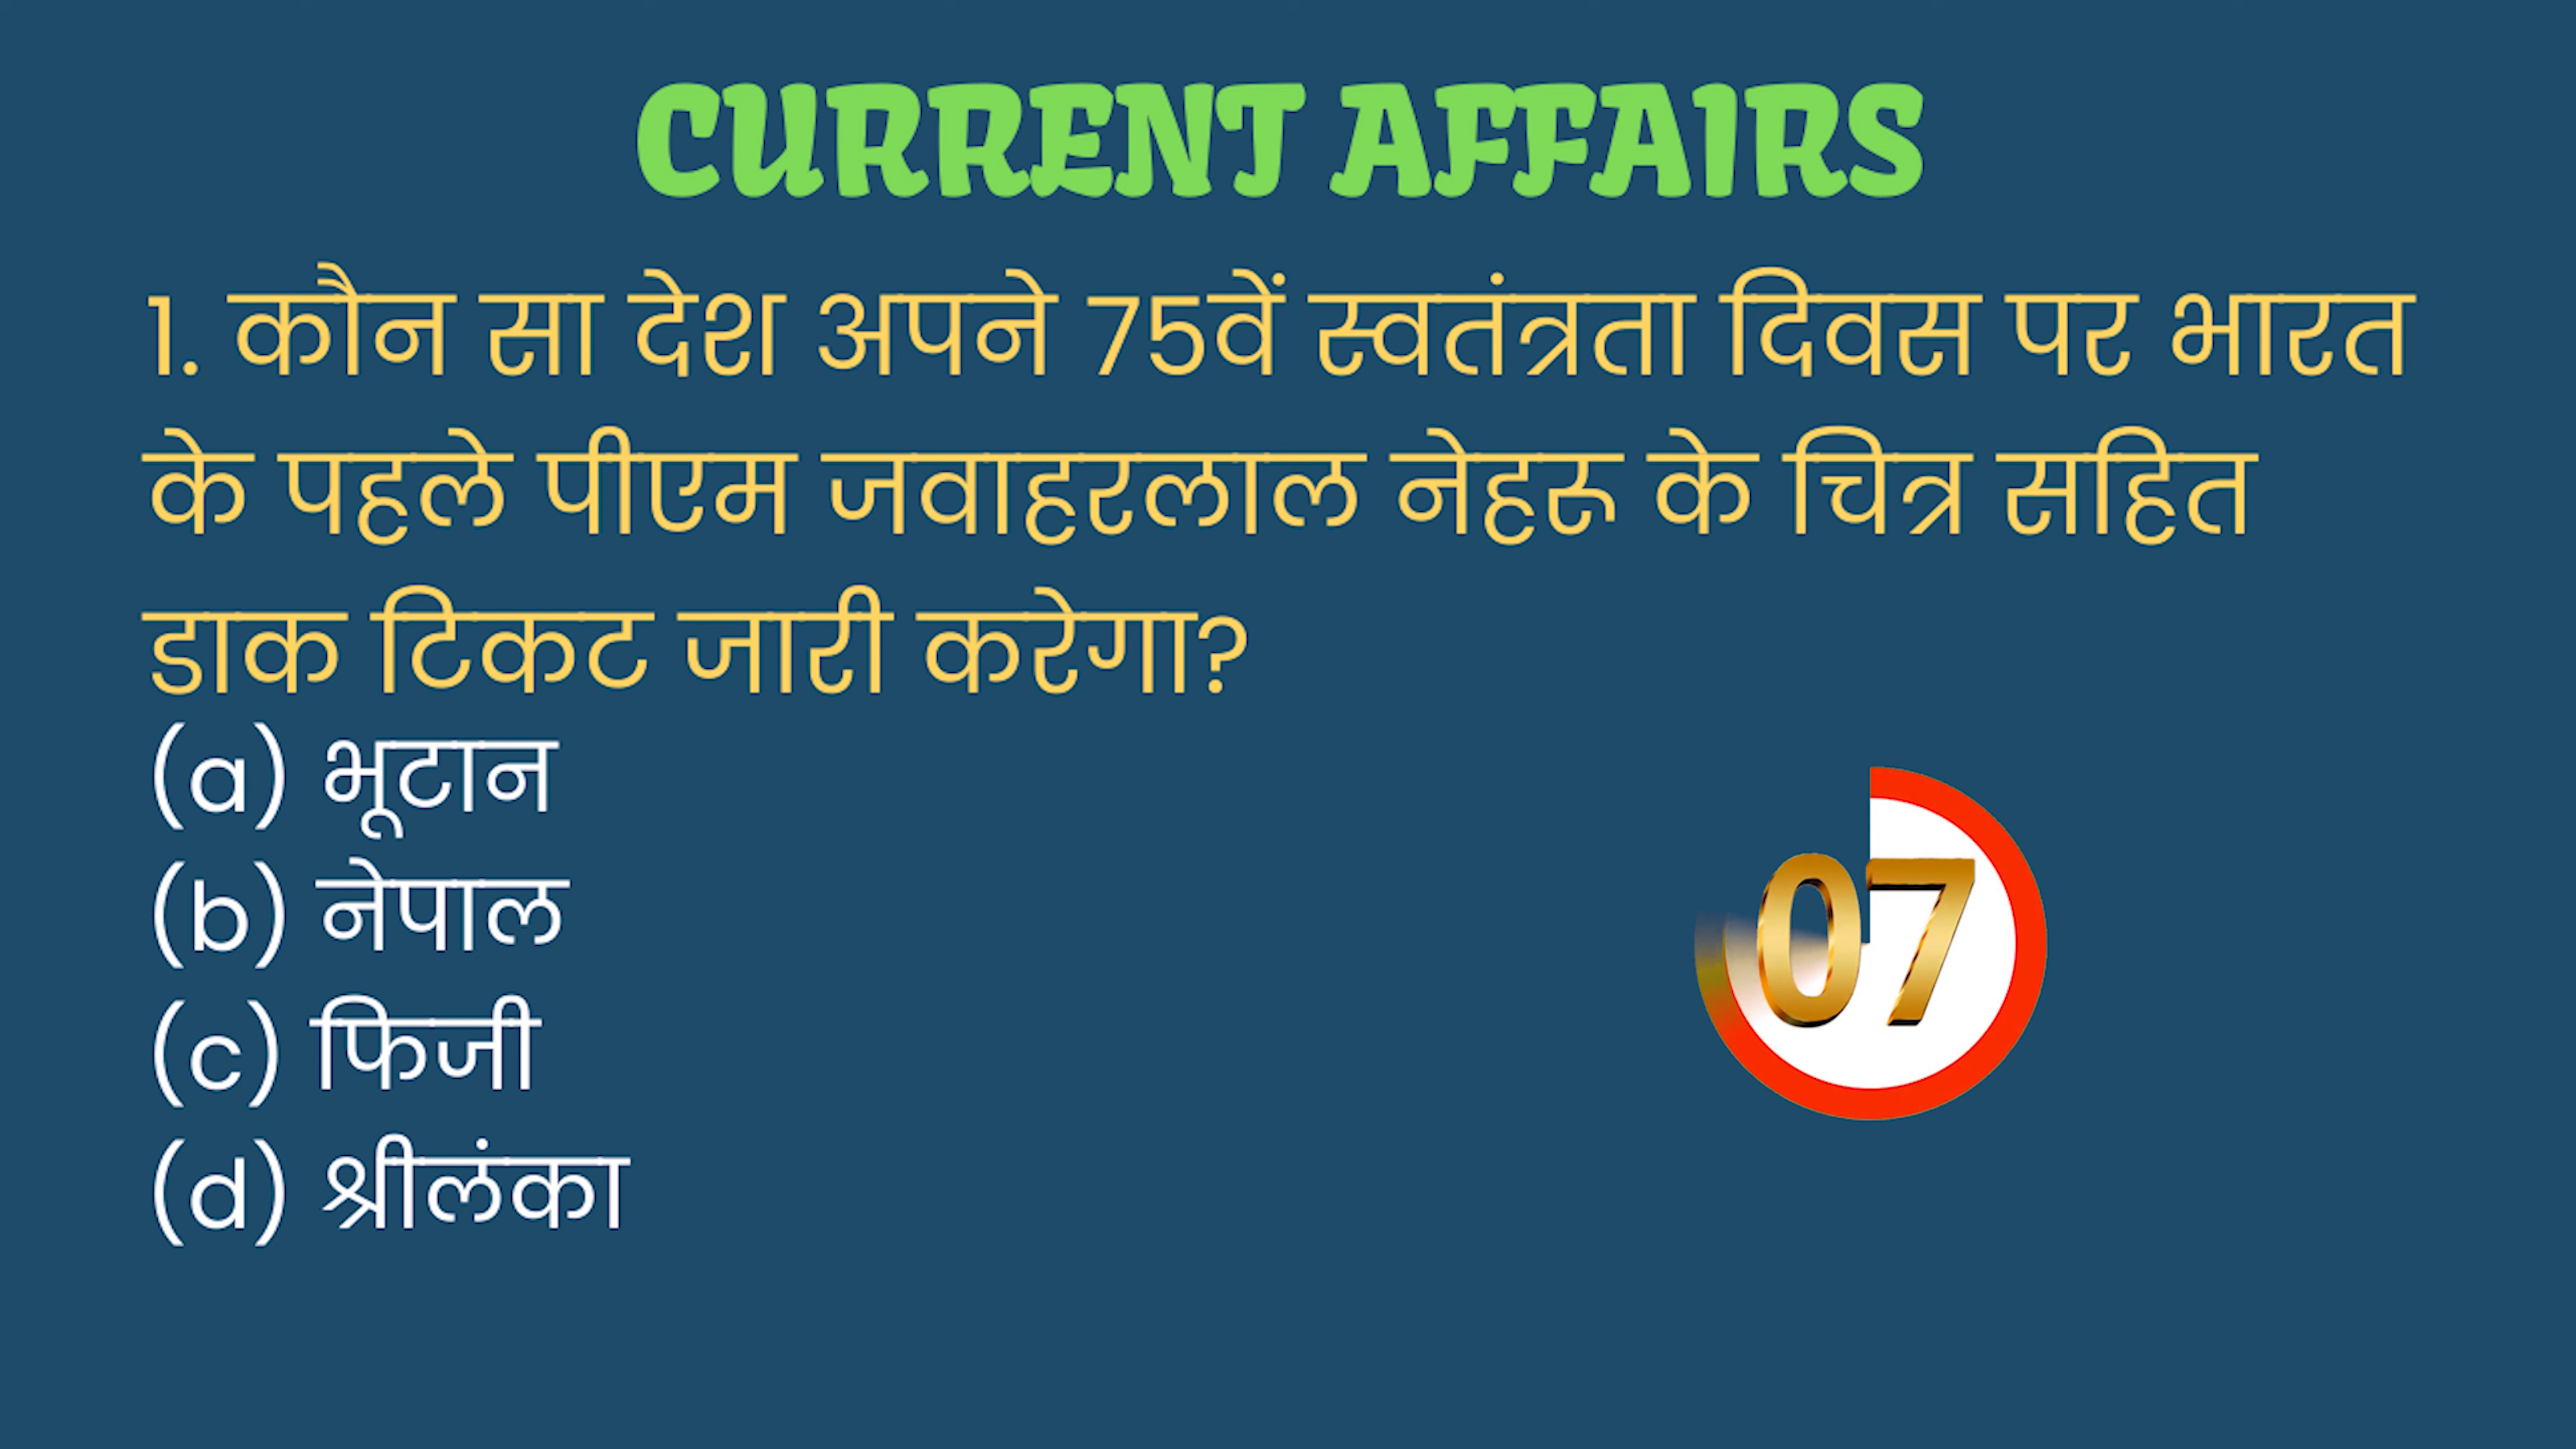 CURRENT AFFAIRS
1. कौन सा देश अपने 75वें स्वतंत्रता दिवस पर भारत
के पहले पीएम जवाहरलाल नेहरू के चित्र सहित
डाक टिकट जारी करेगा?
(a) भूटान
(b) नेपाल
(c) फिजी
(d) श्रीलंका
07